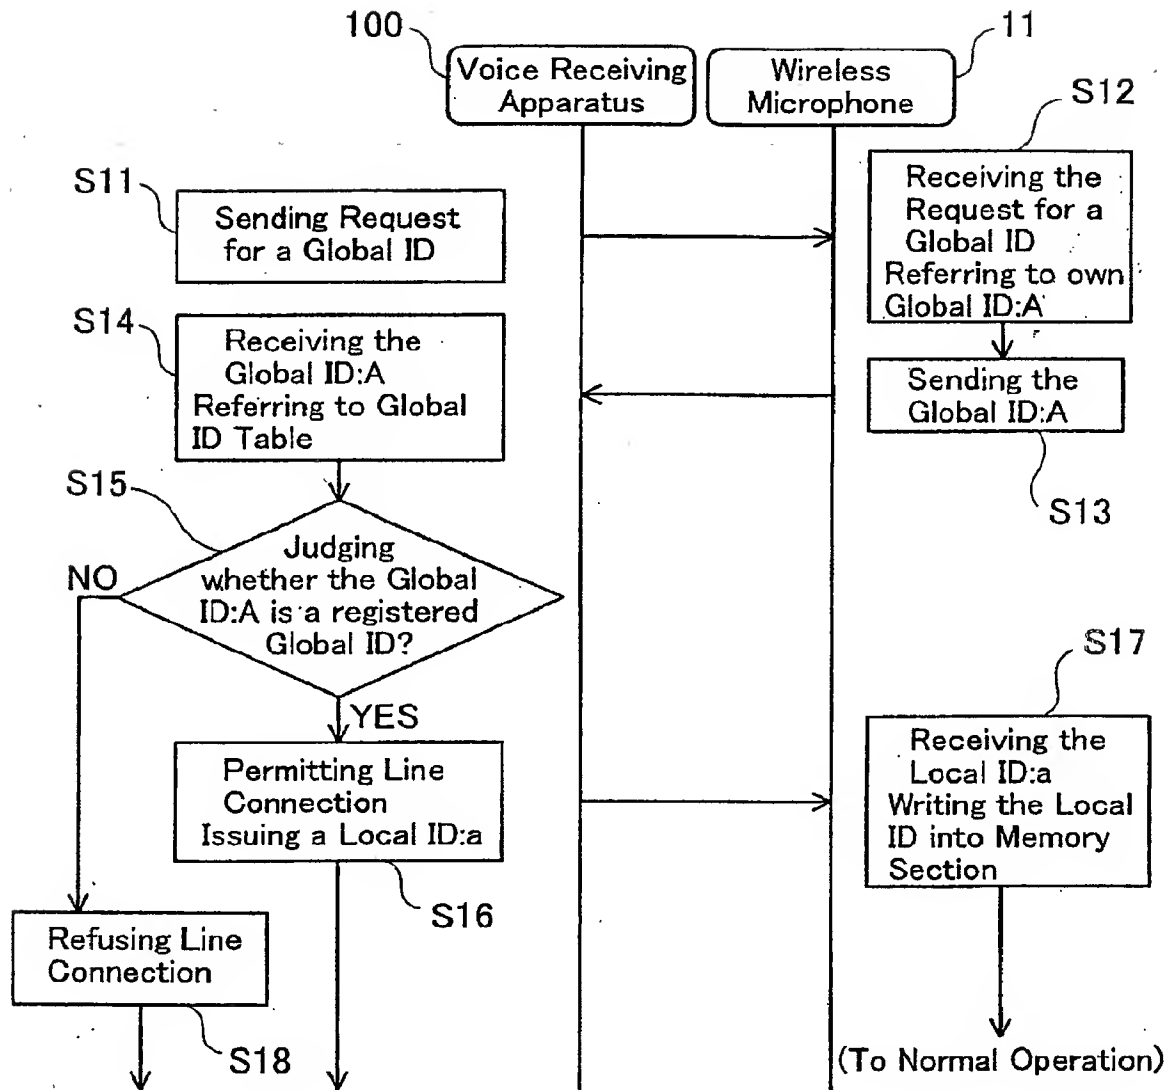 100
11
Voice Receiving
Apparatus
Wireless
Microphone
S12
S11
Sending Request
for a Global ID
Receiving the
Request for a
Global ID
Referring to own
Global ID:A
S14
Receiving the
Global ID:A
Referring to Global
ID Table
Sending the
Global ID:A
S13
S15
Judging
whether the Global
ID:A is a registered
Global ID?
NO
YES
S17
Permitting Line
Connection
Issuing a Local ID:a
Receiving the
Local ID:a
Writing the Local
ID into Memory
Section
S16
Refusing Line
Connection
S18
(To Normal Operation)